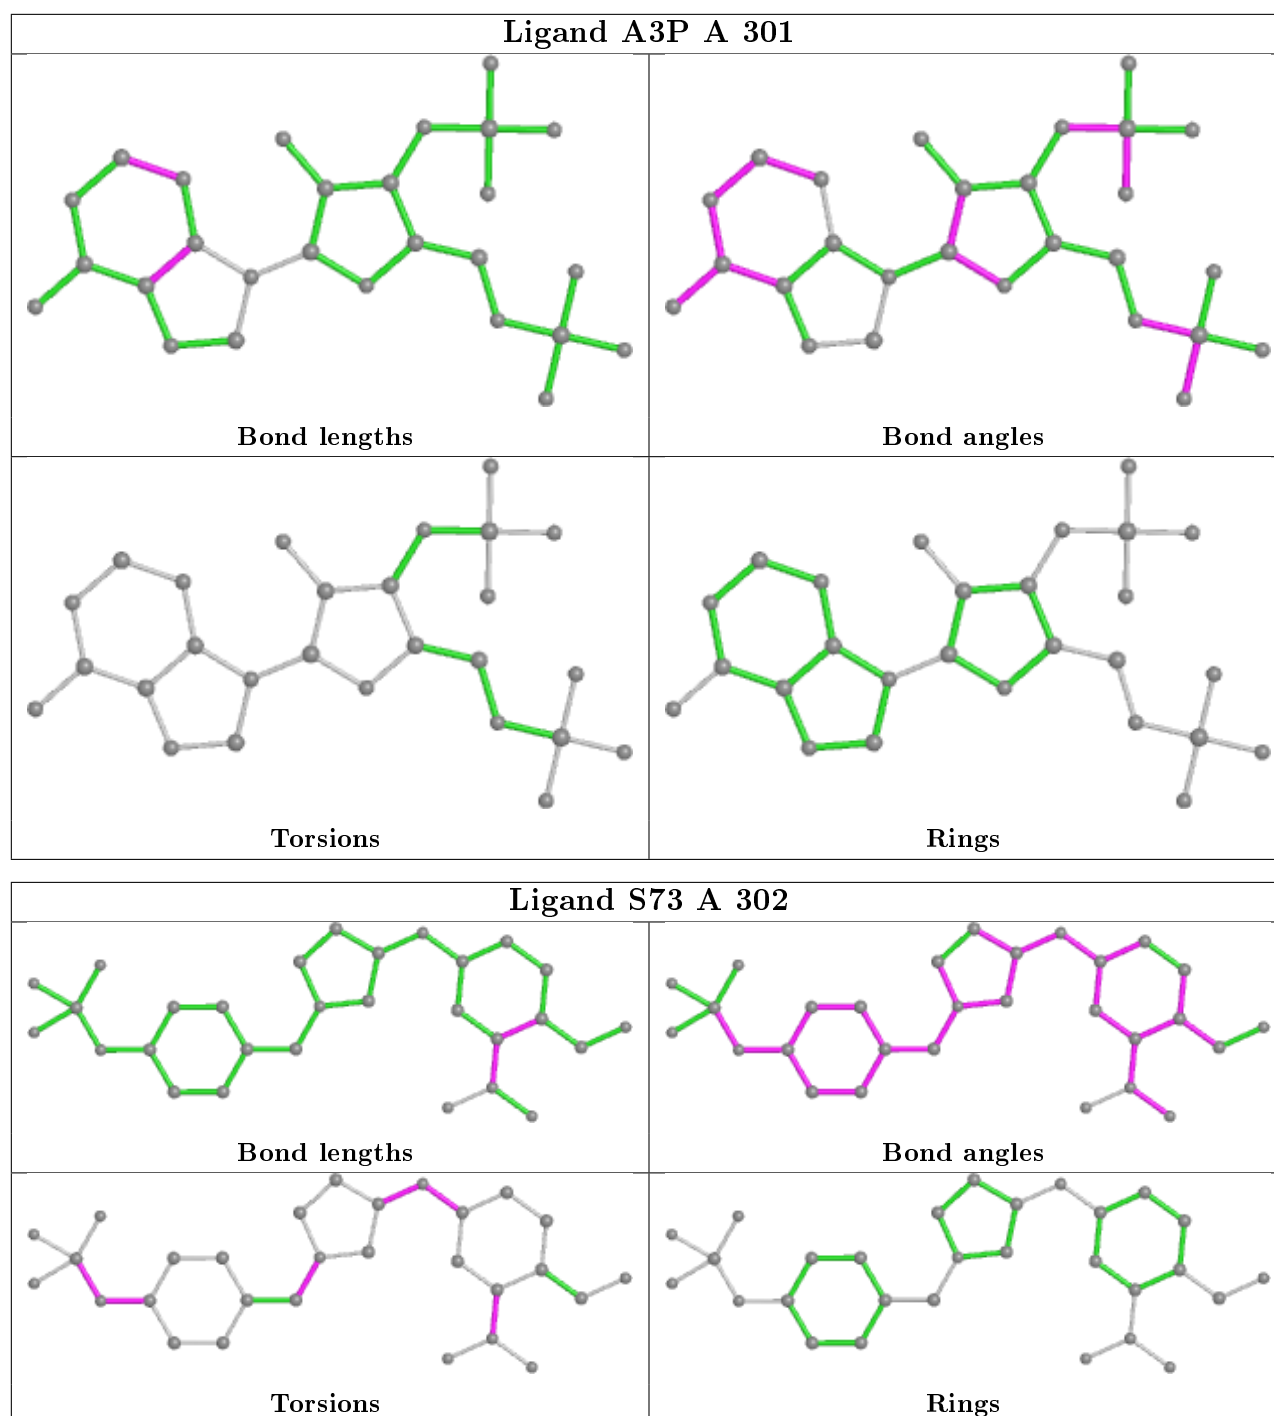 Ligand A3P A 301
Bond lengths
Bond angles
Torsions
Rings
Ligand S73 A 302
Bond lengths
Bond angles
Torsions
Rings